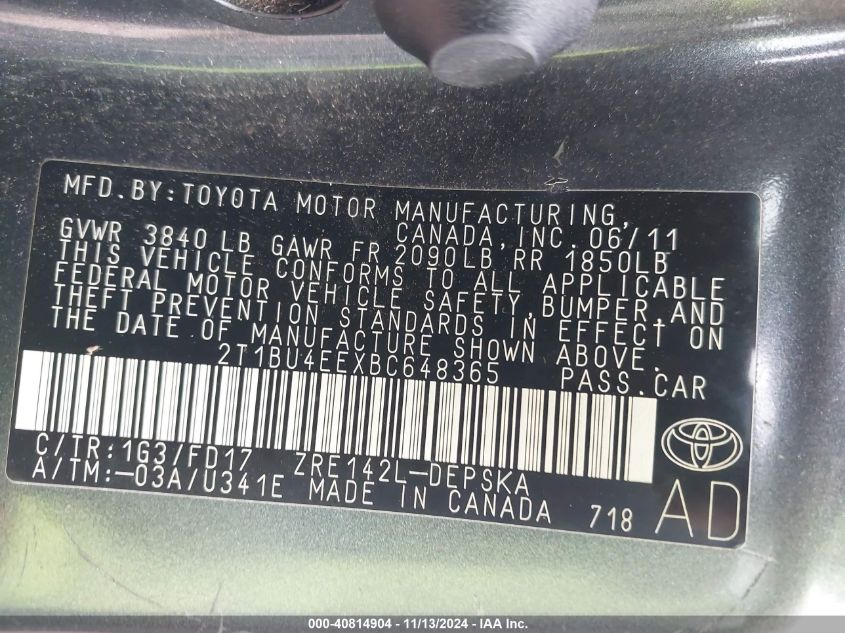 MFD.BY:TOYOTA MOTOR MANUFACTURING,
CANADA, INC. 06/11
GVWR 3840 LB GAWR FR 2090LB RR 1850LB
THIS VEHICLE CONFORMS TO ALL APPLICABLE
FEDERAL MOTOR VEHICLE SAFETY, BUMPER, AND
THEFT PREVENTION STANDARDS IN EFFECT ON
THE DATE OF MANUFACTURE SHOWN ABOVE.
2T1BU4EEXBC648365 PASS.CAR
C/TR:1G3/FD17 ZRE142L-DEPSKA
A/TM:-03A/U341E MADE IN CANADA 718
AD
000-40814904 - 11/13/2024 - IAA Inc.